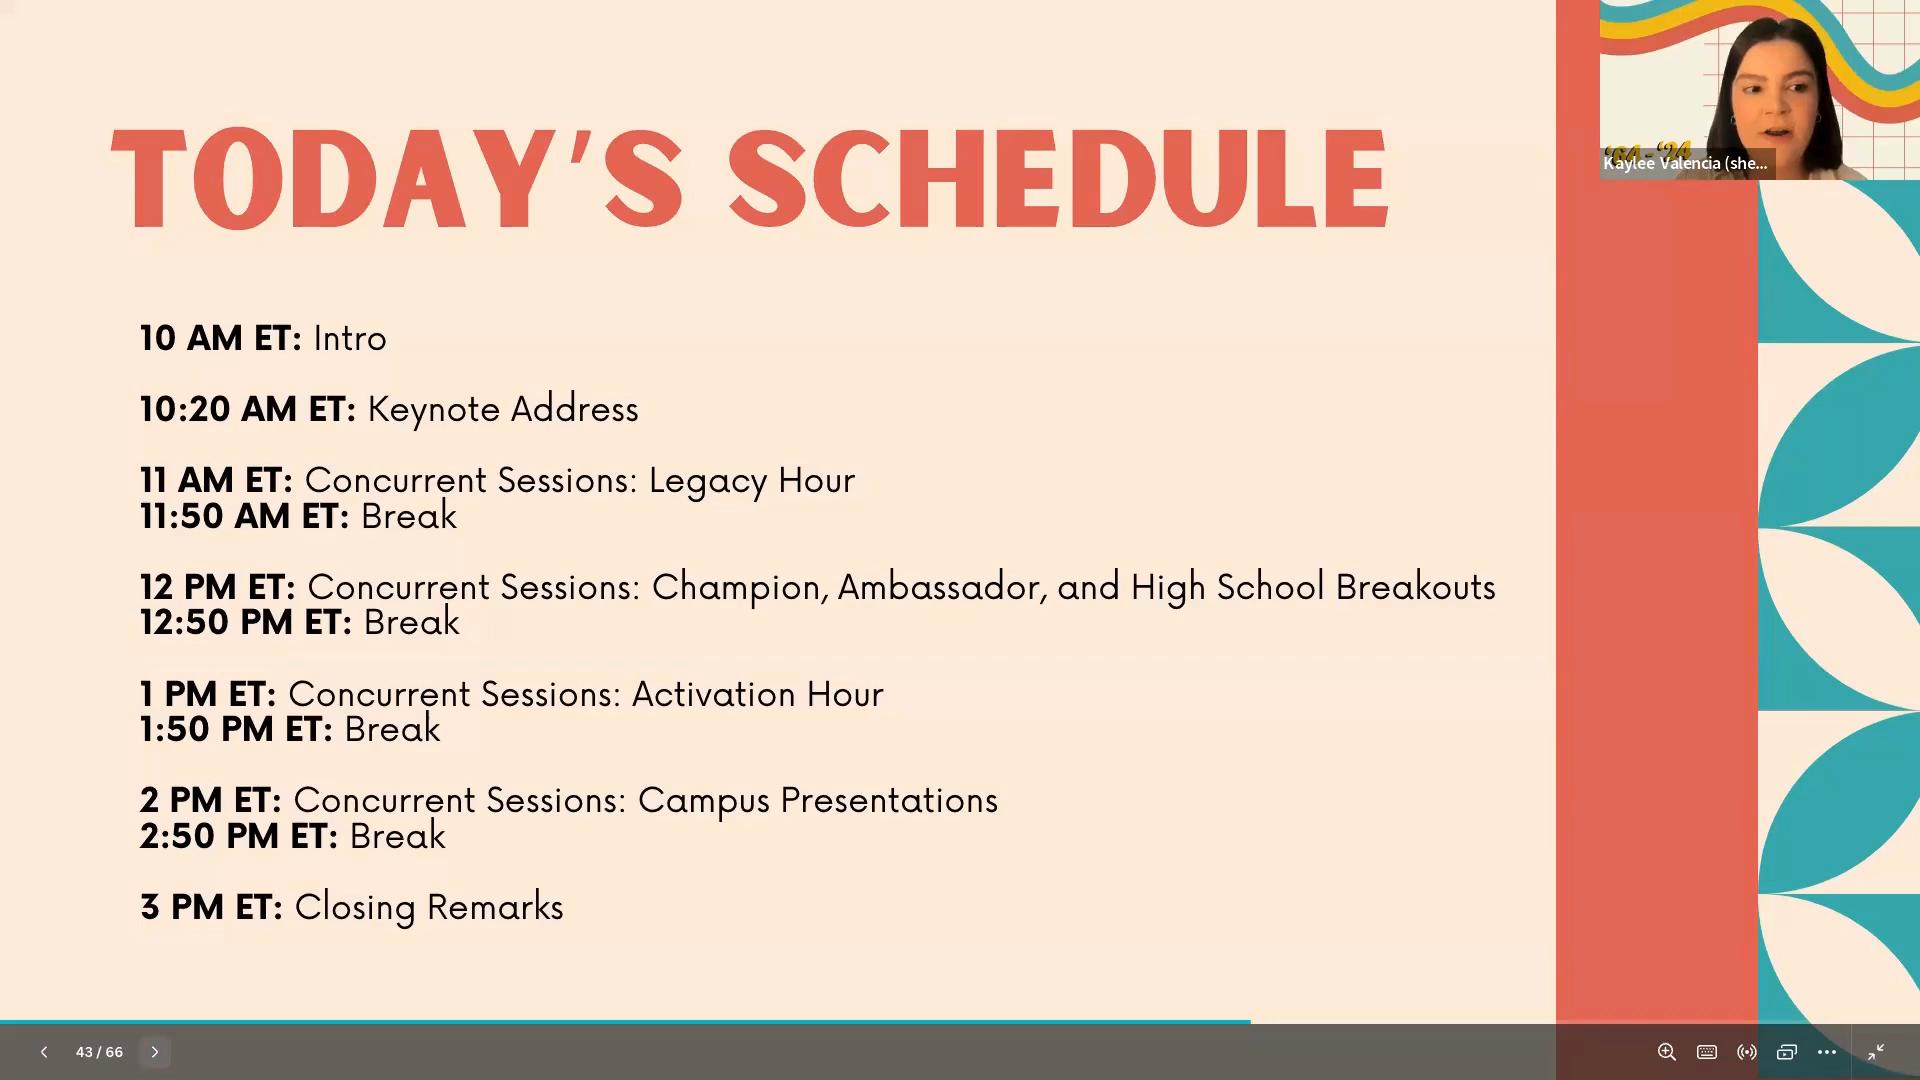 TODAY'S SCHEDULE
10 AM ET: Intro
10:20 AM ET: Keynote Address
11 AM ET: Concurrent Sessions: Legacy Hour
11:50 AM ET: Break
12 PM ET: Concurrent Sessions: Champion, Ambassador, and High School Breakouts
12:50 PM ET: Break
1 PM ET: Concurrent Sessions: Activation Hour
1:50 PM ET: Break
2 PM ET: Concurrent Sessions: Campus Presentations
2:50 PM ET: Break
3 PM ET: Closing Remarks
Kaylee Valencia (she...
43 / 66